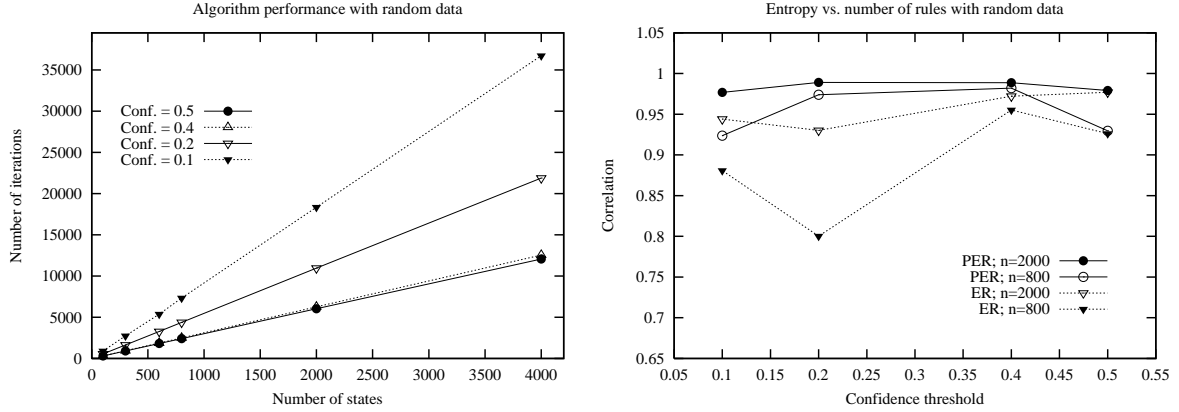 Algorithm performance with random data
35000
30000
25000
20000
15000
10000
5000
0
Number of iterations
Conf. = 0.5
Conf. = 0.4
Conf. = 0.2
Conf. = 0.1
0 500 1000 1500 2000 2500 3000 3500 4000
Number of states
Entropy vs. number of rules with random data
1.05
1
0.95
0.9
0.85
0.8
0.75
0.7
0.65
Correlation
PER; n=2000
PER; n=800
ER; n=2000
ER; n=800
0.05 0.1 0.15 0.2 0.25 0.3 0.35 0.4 0.45 0.5 0.55
Confidence threshold